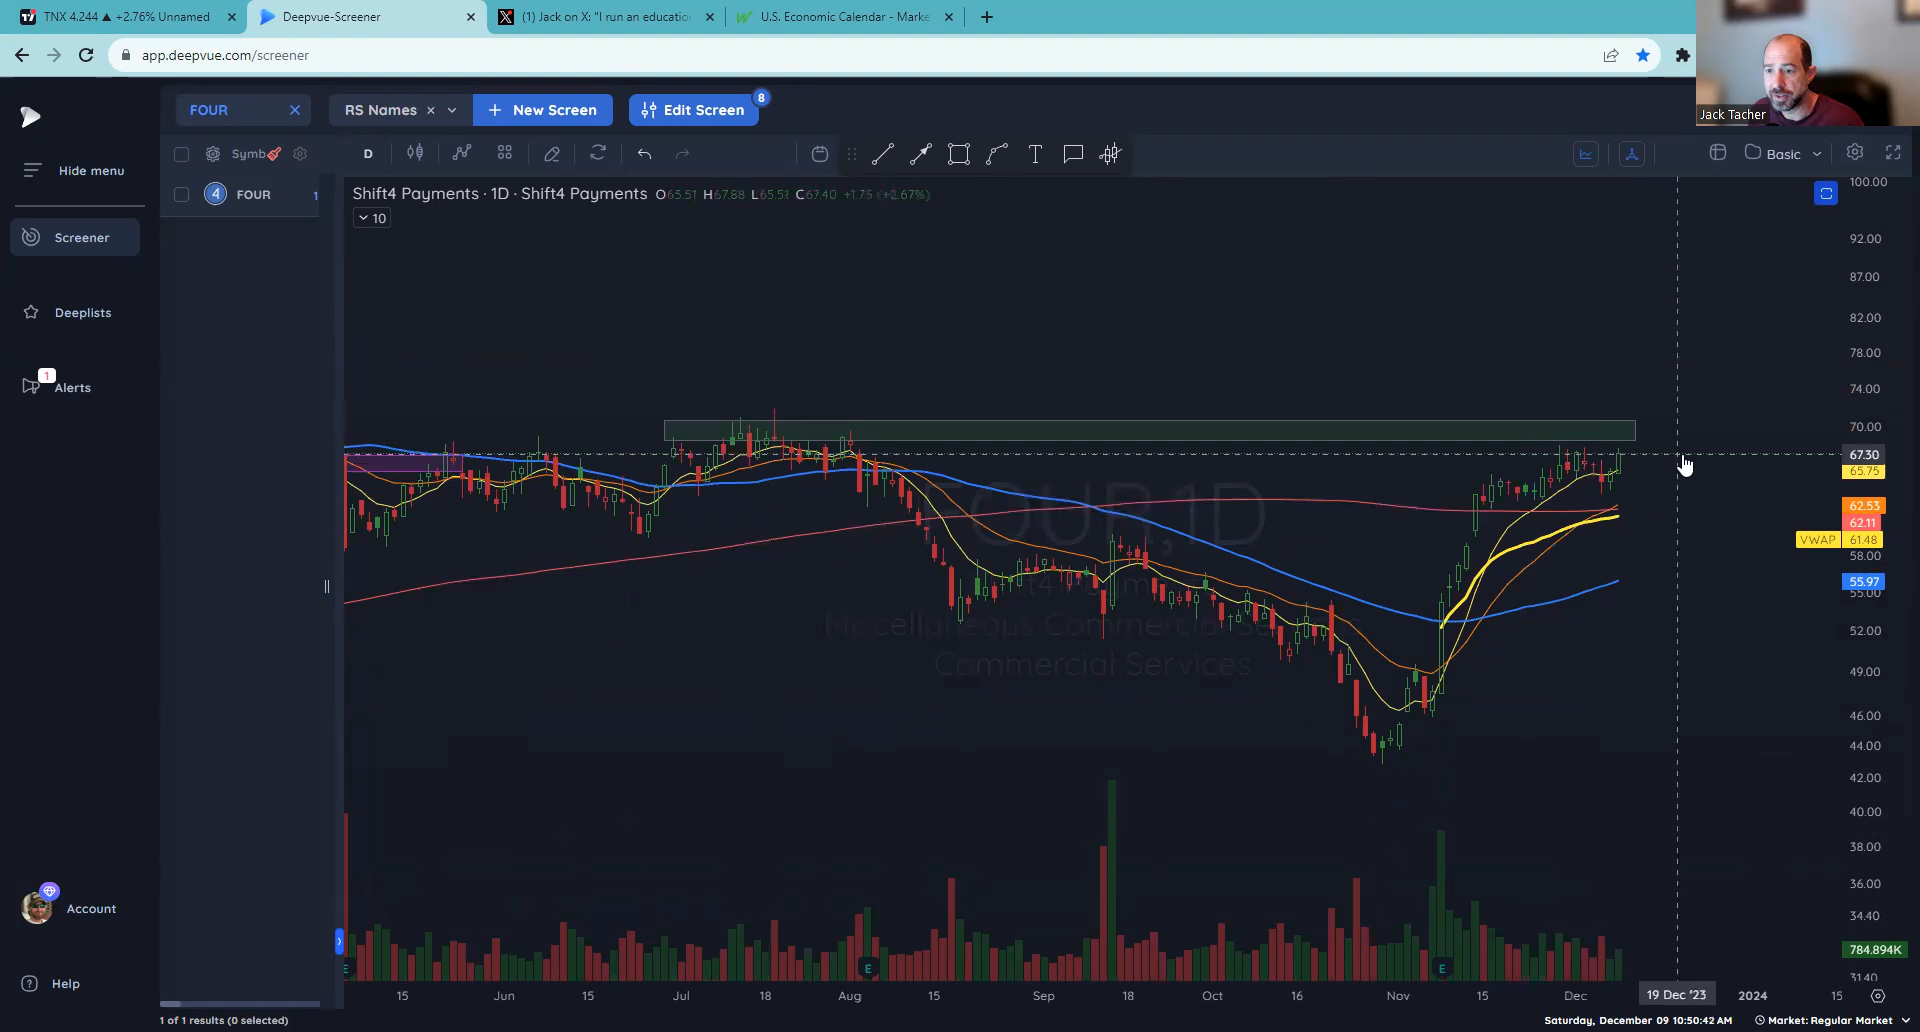 TNX 4.244 ▲ +2.76% Unnamed
Deepvue-Screener
(1) Jack on X: "I run an educatio
U.S. Economic Calendar - Marke
app.deepvue.com/screener
Jack Tacher
FOUR
RS Names
+ New Screen
Edit Screen
8
Hide menu
Screener
Deeplists
1
Alerts
Account
Help
Symb
D
T
Basic
4 FOUR 1
Shift4 Payments · 1D · Shift4 Payments O65.51 H67.88 L65.51 C67.40 +1.75 (+2.67%)
10
FOUR,1D
Miscellaneous Commercial
Commercial Services
100.00
92.00
87.00
82.00
78.00
74.00
70.00
67.30
65.75
62.53
62.11
VWAP 61.48
58.00
55.97
55.00
52.00
49.00
46.00
44.00
42.00
40.00
38.00
36.00
34.40
784.894K
31.40
E
E
E
15 Jun 15 Jul 18 Aug 15 Sep 18 Oct 16 Nov 15 Dec 19 Dec '23 2024 15
1 of 1 results (0 selected)
Saturday, December 09 10:50:42 AM
Market: Regular Market